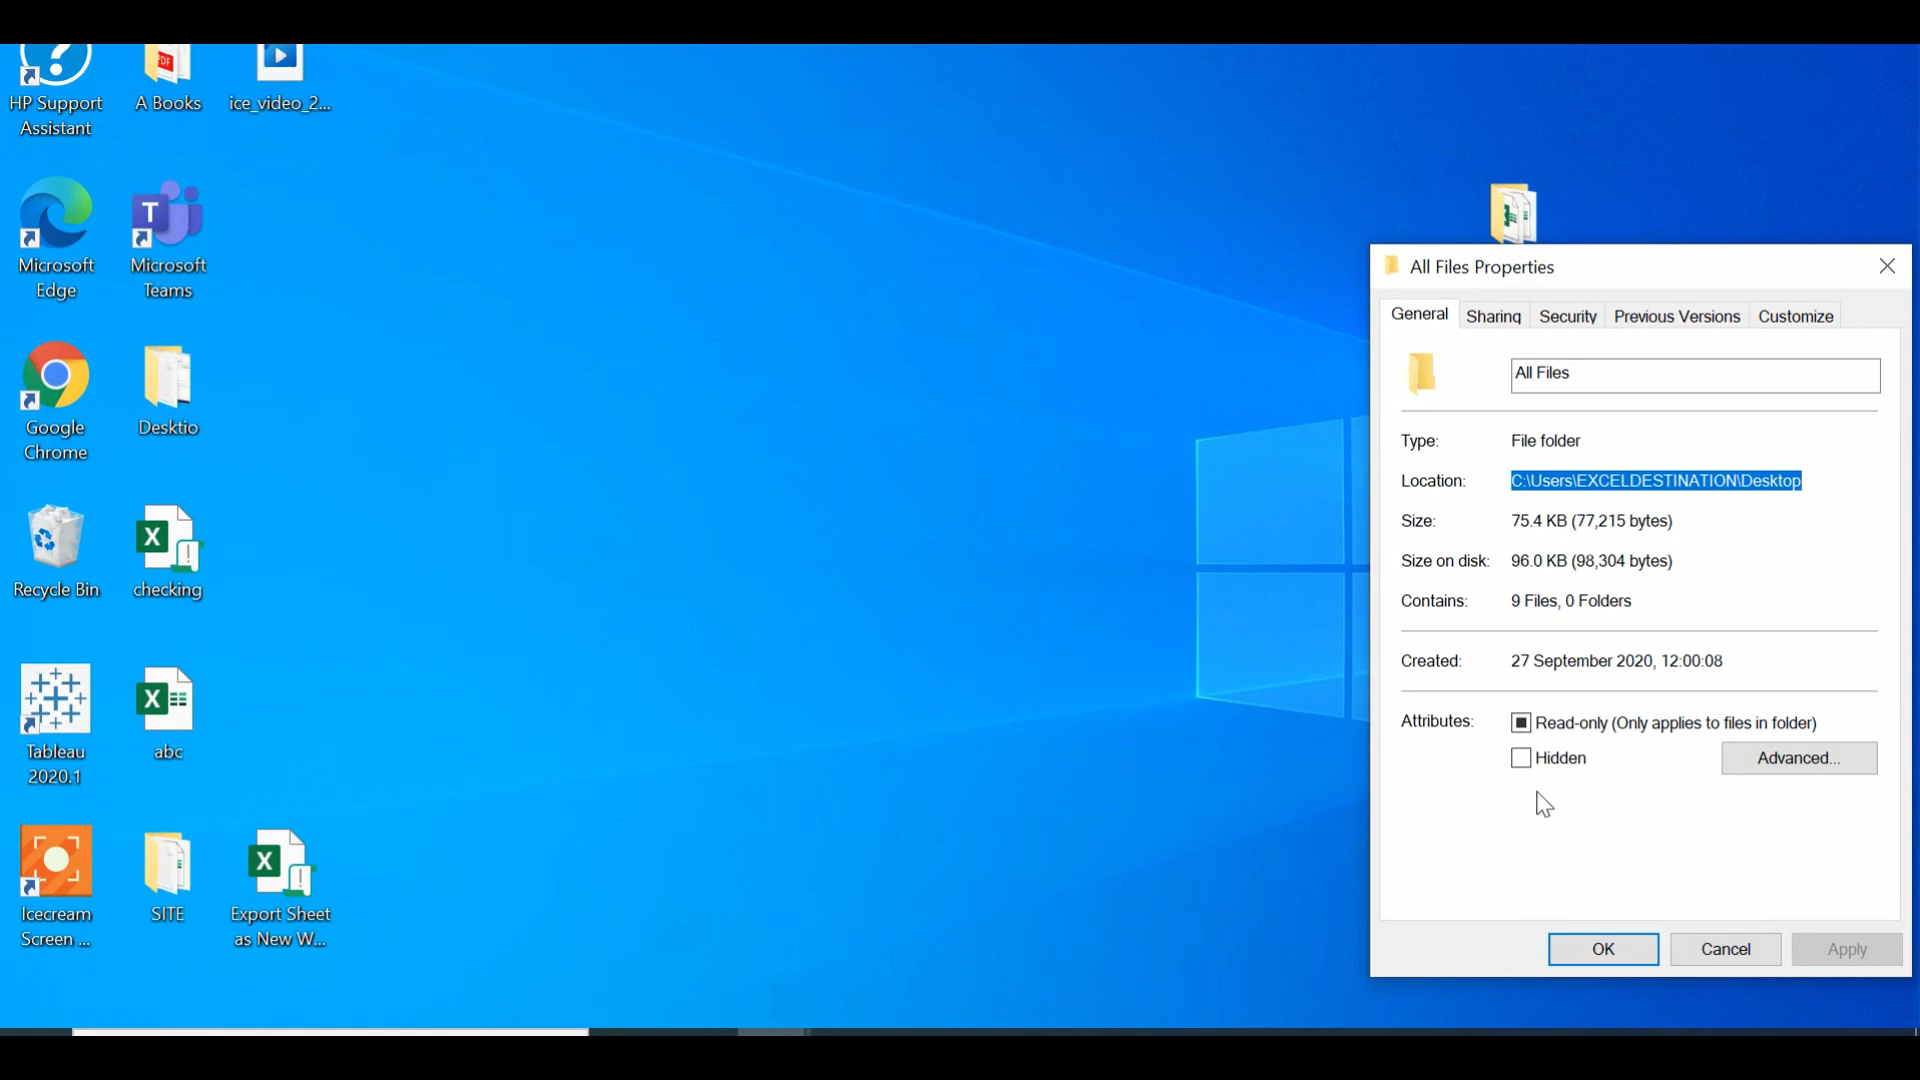 HP Support
Assistant
A Books
ice_video_2...
Microsoft
Edge
Microsoft
Teams
Google
Chrome
Desktio
Recycle Bin
checking
Tableau
2020.1
abc
Icecream
Screen ...
SITE
Export Sheet
as New W...
All Files Properties
General
Sharing
Security
Previous Versions
Customize
All Files
Type: File folder
Location: C:\Users\EXCELDESTINATION\Desktop
Size: 75.4 KB (77,215 bytes)
Size on disk: 96.0 KB (98,304 bytes)
Contains: 9 Files, 0 Folders
Created: 27 September 2020, 12:00:08
Attributes: Read-only (Only applies to files in folder)
Hidden
Advanced...
OK
Cancel
Apply